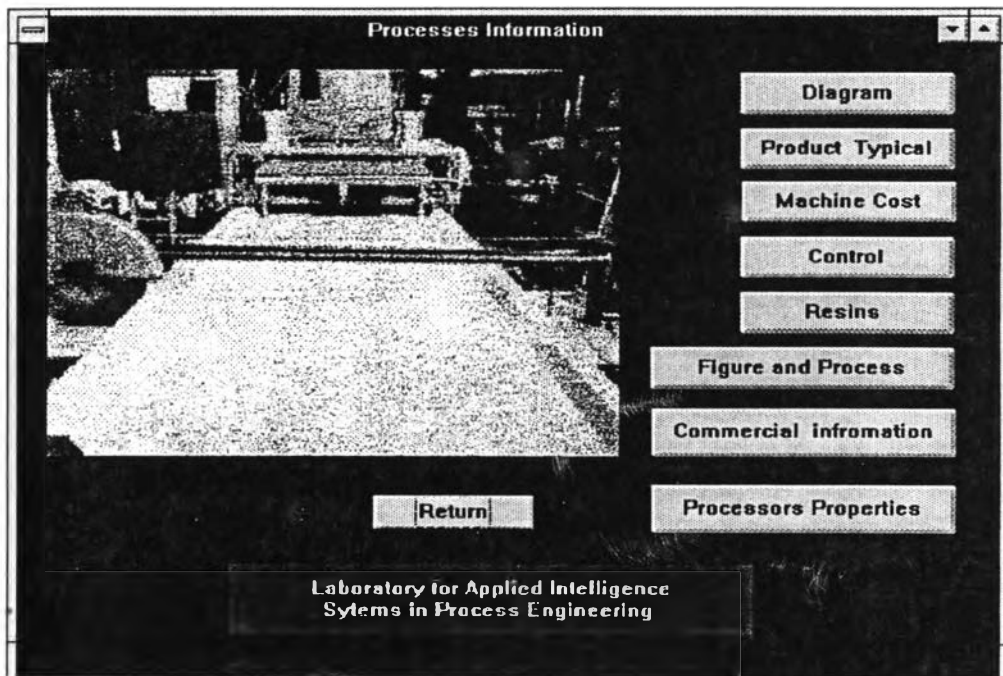 Processes Information
Diagram
Product Typical
Machine Cost
Control
Resins
Figure and Process
Commercial infromation
Return
Processors Properties
Laboratory for Applied Intelligence
Sytems in Process Engineering